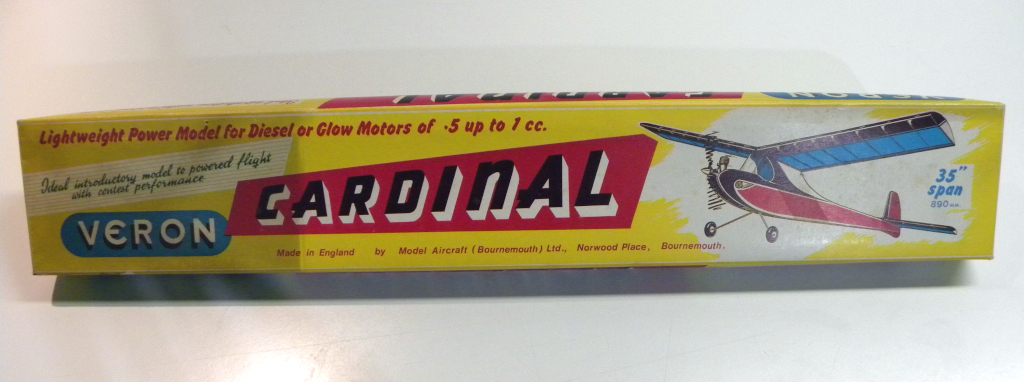 Lightweight Power Model for Diesel or Glow Motors of .5 up to 1 cc.
Ideal introductory model to powered flight
with contest performance
VERON
CARDINAL
35" span
890 m.m.
Made in England by Model Aircraft (Bournemouth) Ltd., Norwood Place, Bournemouth.
CARDINAL
VERON